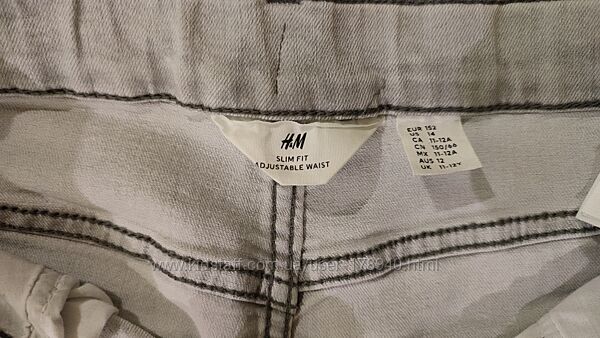 H&M
SLIM FIT
ADJUSTABLE WAIST
EUR 152
US 14
CA 11-12A
CN 150/66
MX 11-12A
AUS 12
UK 11-12Y